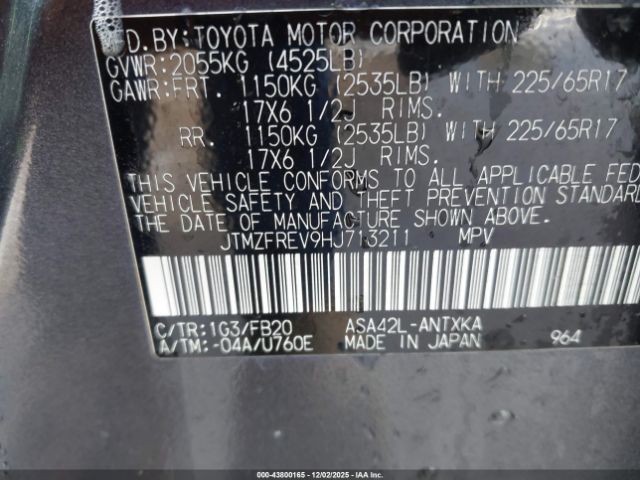 FD. BY: TOYOTA MOTOR CORPORATION
GVWR: 2055KG (4525LB)
GAWR: FRT. 1150KG (2535LB) WITH 225/65R17
17X6 1/2J RIMS.
RR. 1150KG (2535LB) WITH 225/65R17
17X6 1/2J RIMS.
THIS VEHICLE CONFORMS TO ALL APPLICABLE FED
VEHICLE SAFETY AND THEFT PREVENTION STANDARD
DATE OF MANUFACTURE SHOWN ABOVE.
JTMZFREV9HJ713211 MPV
C/TR: 1G3/FB20 ASA42L-ANTXKA
A/TM: -04A/U760E MADE IN JAPAN 964
000-43800165 - 12/02/2025 - IAA Inc.